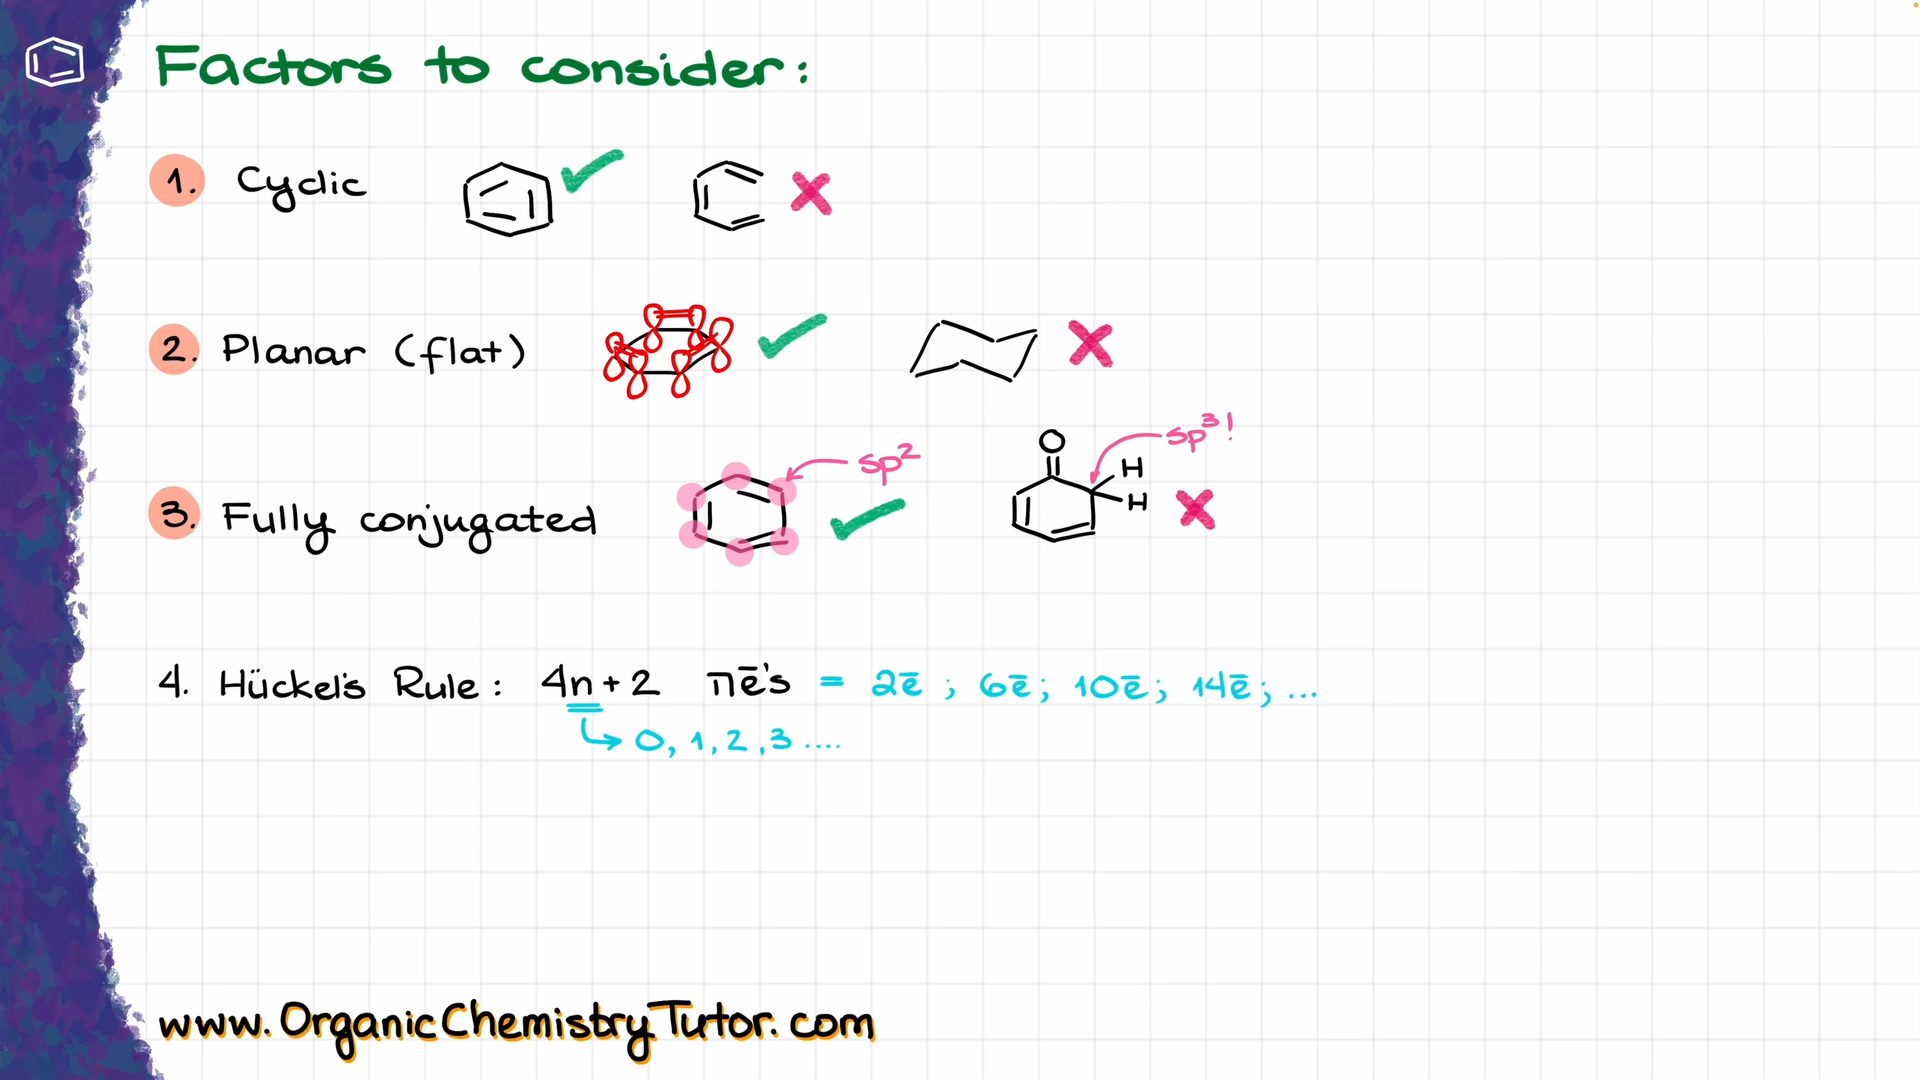 Factors to consider:
1. Cyclic
2. Planar (flat)
sp²
sp³!
O
H
H
3. Fully conjugated
4. Hückel's Rule: 4n+2 πē's = 2ē; 6ē; 10ē; 14ē; ...
0, 1, 2, 3 ....
www.OrganicChemistryTutor.com